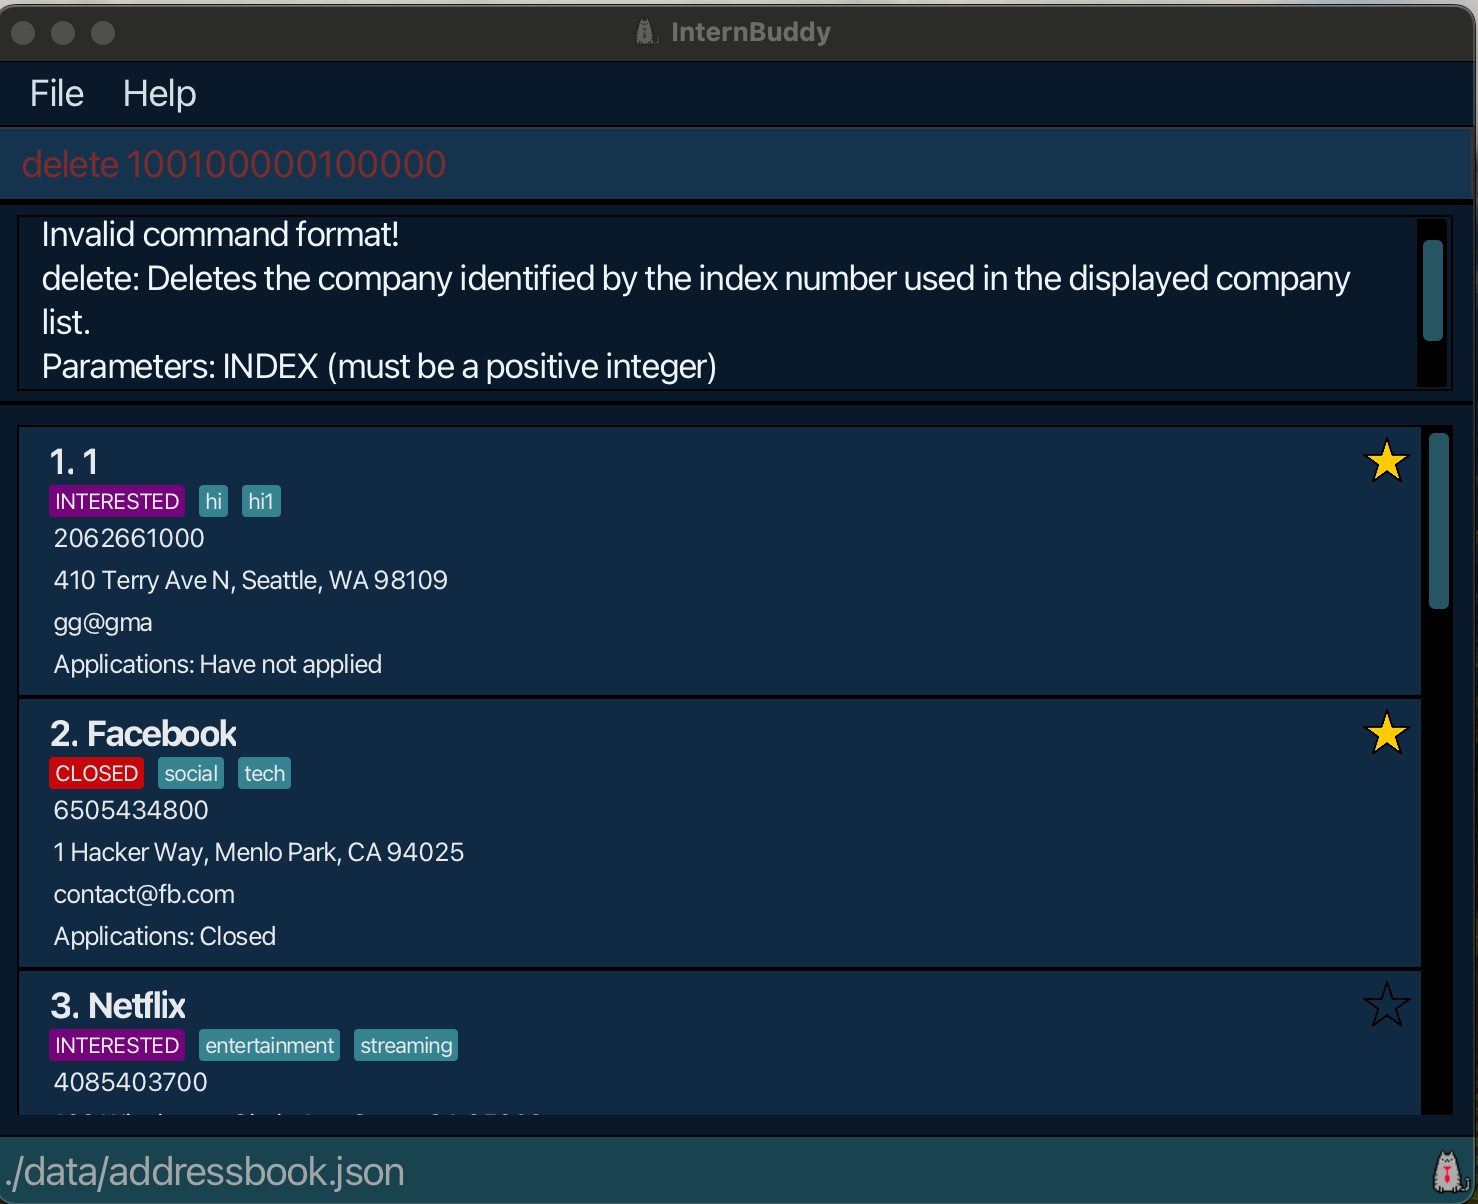 InternBuddy
File Help
delete 1001000000100000
Invalid command format!
delete: Deletes the company identified by the index number used in the displayed company
list.
Parameters: INDEX (must be a positive integer)
1. 1
INTERESTED hi hi1
2062661000
410 Terry Ave N, Seattle, WA 98109
gg@gma
Applications: Have not applied
2. Facebook
CLOSED social tech
6505434800
1 Hacker Way, Menlo Park, CA 94025
contact@fb.com
Applications: Closed
3. Netflix
INTERESTED entertainment streaming
4085403700
./data/addressbook.json